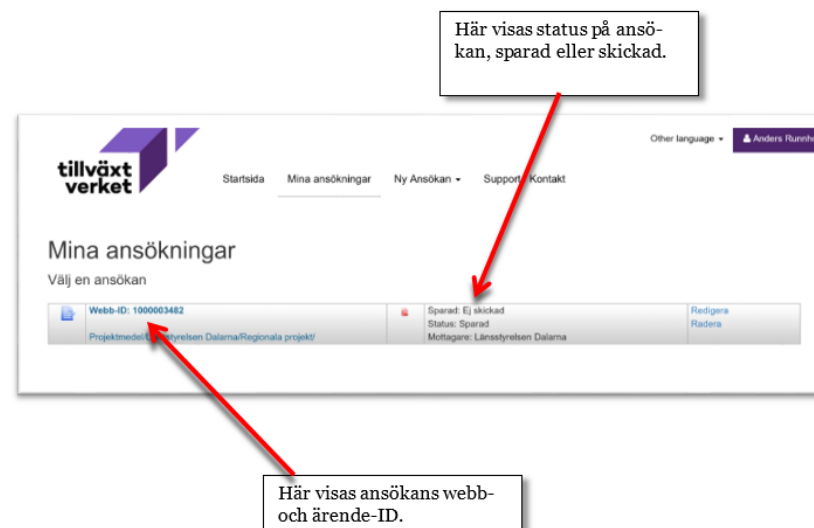 Här visas status på ansö-
kan, sparad eller skickad.
Other language
Anders Runnh
tillväxt
verket
Startsida Mina ansökningar Ny Ansökan Support Kontakt
Mina ansökningar
Välj en ansökan
Webb-ID: 1000003482
Projektmedel/ Dalarna/Regionala projekt/
Sparad: Ej skickad
Status: Sparad
Mottagare: Länsstyrelsen Dalarna
Redigera
Radera
Här visas ansökans webb-
och ärende-ID.